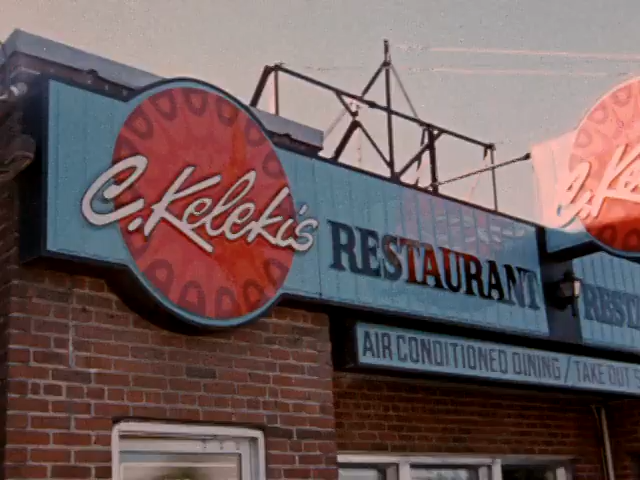 C. Kelekis
RESTAURANT
AIR CONDITIONED DINING / TAKE OUT